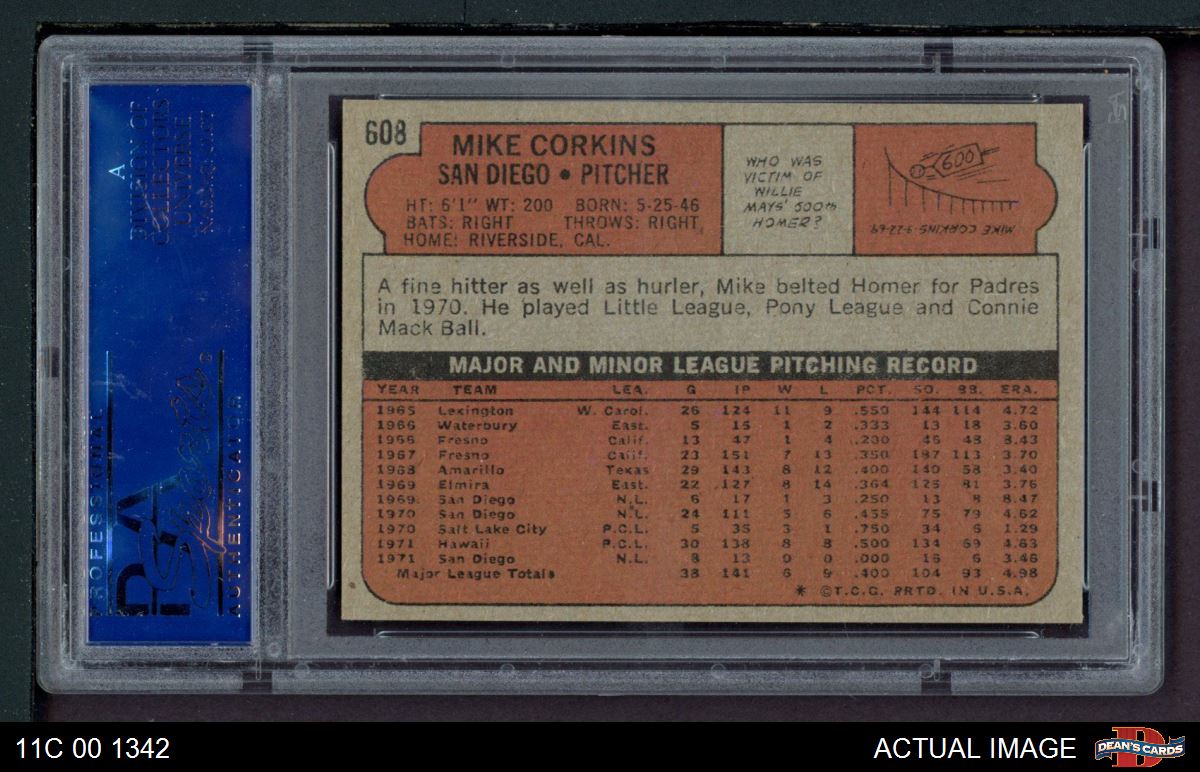 A
DIVISION OF
COLLECTORS
UNIVERSE
NASDAQ: CLCT
PROFESSIONAL
PSA
Sports
AUTHENTICATOR
608
MIKE CORKINS
SAN DIEGO • PITCHER
HT: 6'1" WT: 200 BORN: 5-25-46
BATS: RIGHT THROWS: RIGHT
HOME: RIVERSIDE, CAL.
WHO WAS
VICTIM OF
WILLIE
MAYS' 600th
HOMER?
600
MIKE CORKINS-9-22-69
A fine hitter as well as hurler, Mike belted Homer for Padres
in 1970. He played Little League, Pony League and Connie
Mack Ball.
MAJOR AND MINOR LEAGUE PITCHING RECORD
YEAR TEAM LEA. G IP W L PCT. SO. BB. ERA.
1965 Lexington W. Carol. 26 124 11 9 .550 144 114 4.72
1966 Waterbury East. 5 15 1 2 .333 13 18 3.60
1966 Fresno Calif. 13 47 1 4 .200 46 48 8.43
1967 Fresno Calif. 23 151 7 13 .350 187 113 3.70
1968 Amarillo Texas 29 143 8 12 .400 140 58 3.40
1969 Elmira East. 22 127 8 14 .364 125 81 3.76
1969 San Diego N.L. 6 17 1 3 .250 13 8 8.47
1970 San Diego N.L. 24 111 5 6 .455 75 79 4.62
1970 Salt Lake City P.C.L. 5 35 3 1 .750 34 6 1.29
1971 Hawaii P.C.L. 30 138 8 8 .500 134 69 4.63
1971 San Diego N.L. 8 13 0 0 .000 16 6 3.46
Major League Totals 38 141 6 9 .400 104 93 4.98
* ©T.C.G. PRTD. IN U.S.A.
11C 00 1342
ACTUAL IMAGE
D
DEAN'S CARDS